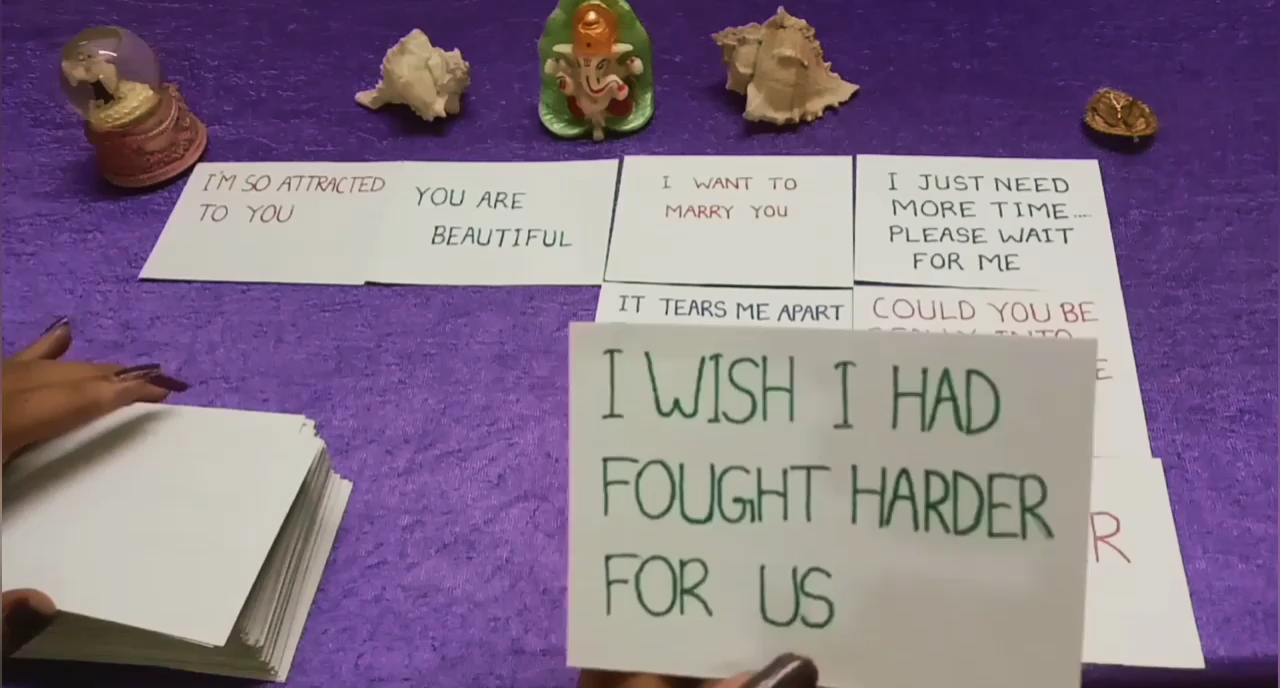 I'M SO ATTRACTED
TO YOU
YOU ARE
BEAUTIFUL
I WANT TO
MARRY YOU
I JUST NEED
MORE TIME....
PLEASE WAIT
FOR ME
IT TEARS ME APART
COULD YOU BE
I WISH I HAD
FOUGHT HARDER
FOR US